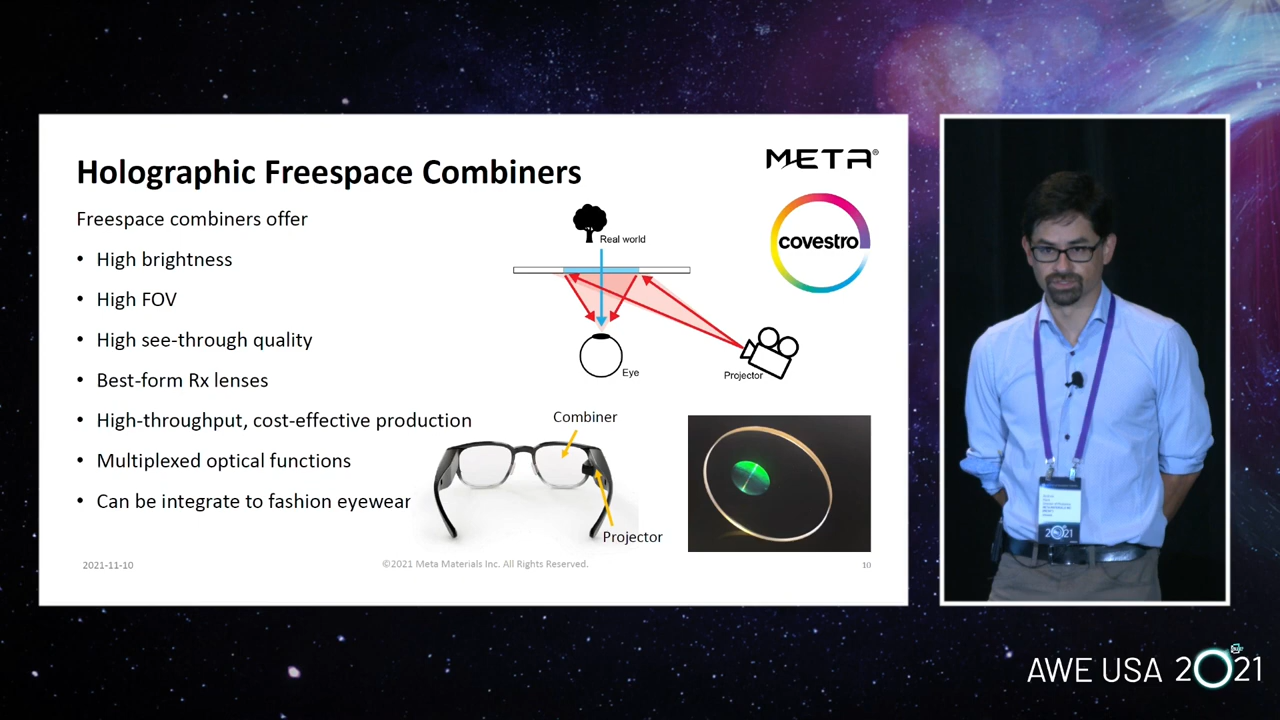 Holographic Freespace Combiners
META®
covestro
Freespace combiners offer
• High brightness
• High FOV
• High see-through quality
• Best-form Rx lenses
• High-throughput, cost-effective production
• Multiplexed optical functions
• Can be integrate to fashion eyewear
Real world
Eye
Projector
Combiner
Projector
2021-11-10
©2021 Meta Materials Inc. All Rights Reserved.
10
2021
AWE USA 2021